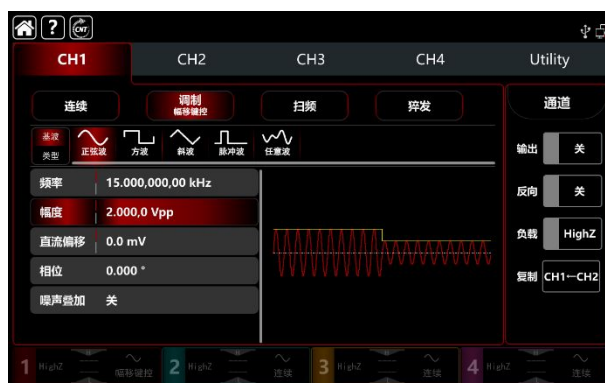 ? CNT
CH1 CH2 CH3 CH4 Utility
连续 调制 扫频 猝发 通道
幅移键控
基波 类型 正弦波 方波 斜波 脉冲波 任意波
输出 关
频率 15.000,000,00 kHz
反向 关
幅度 2.000,0 Vpp
负载 HighZ
直流偏移 0.0 mV
相位 0.000 °
复制 CH1←CH2
噪声叠加 关
1 HighZ 幅移键控 2 HighZ 连续 3 HighZ 连续 4 HighZ 连续